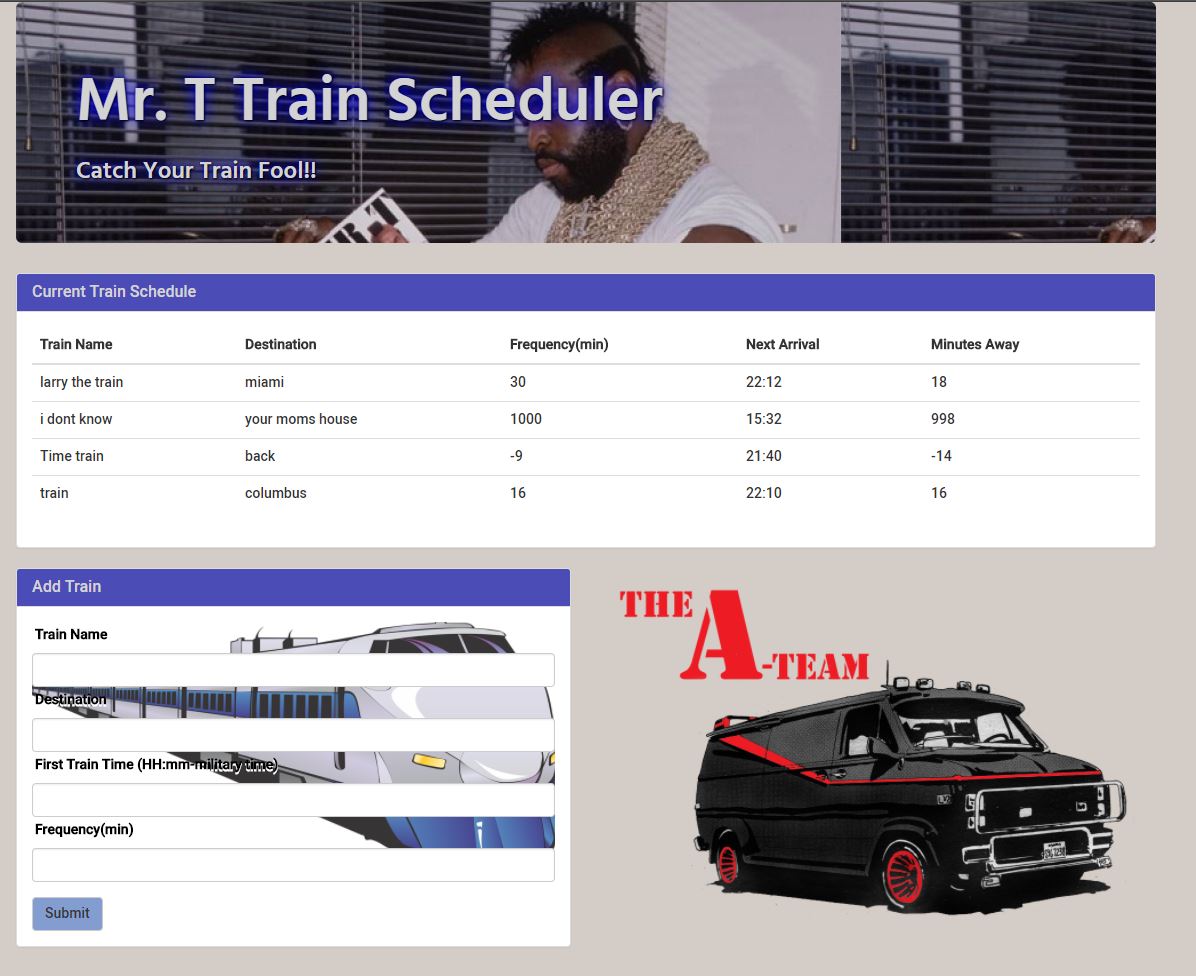 Mr. T Train Scheduler
Catch Your Train Fool!!
Current Train Schedule
Train Name Destination Frequency(min) Next Arrival Minutes Away
larry the train miami 30 22:12 18
i dont know your moms house 1000 15:32 998
Time train back -9 21:40 -14
train columbus 16 22:10 16
Add Train
Train Name
Destination
First Train Time (HH:mm-military time)
Frequency(min)
Submit
THE
A-TEAM